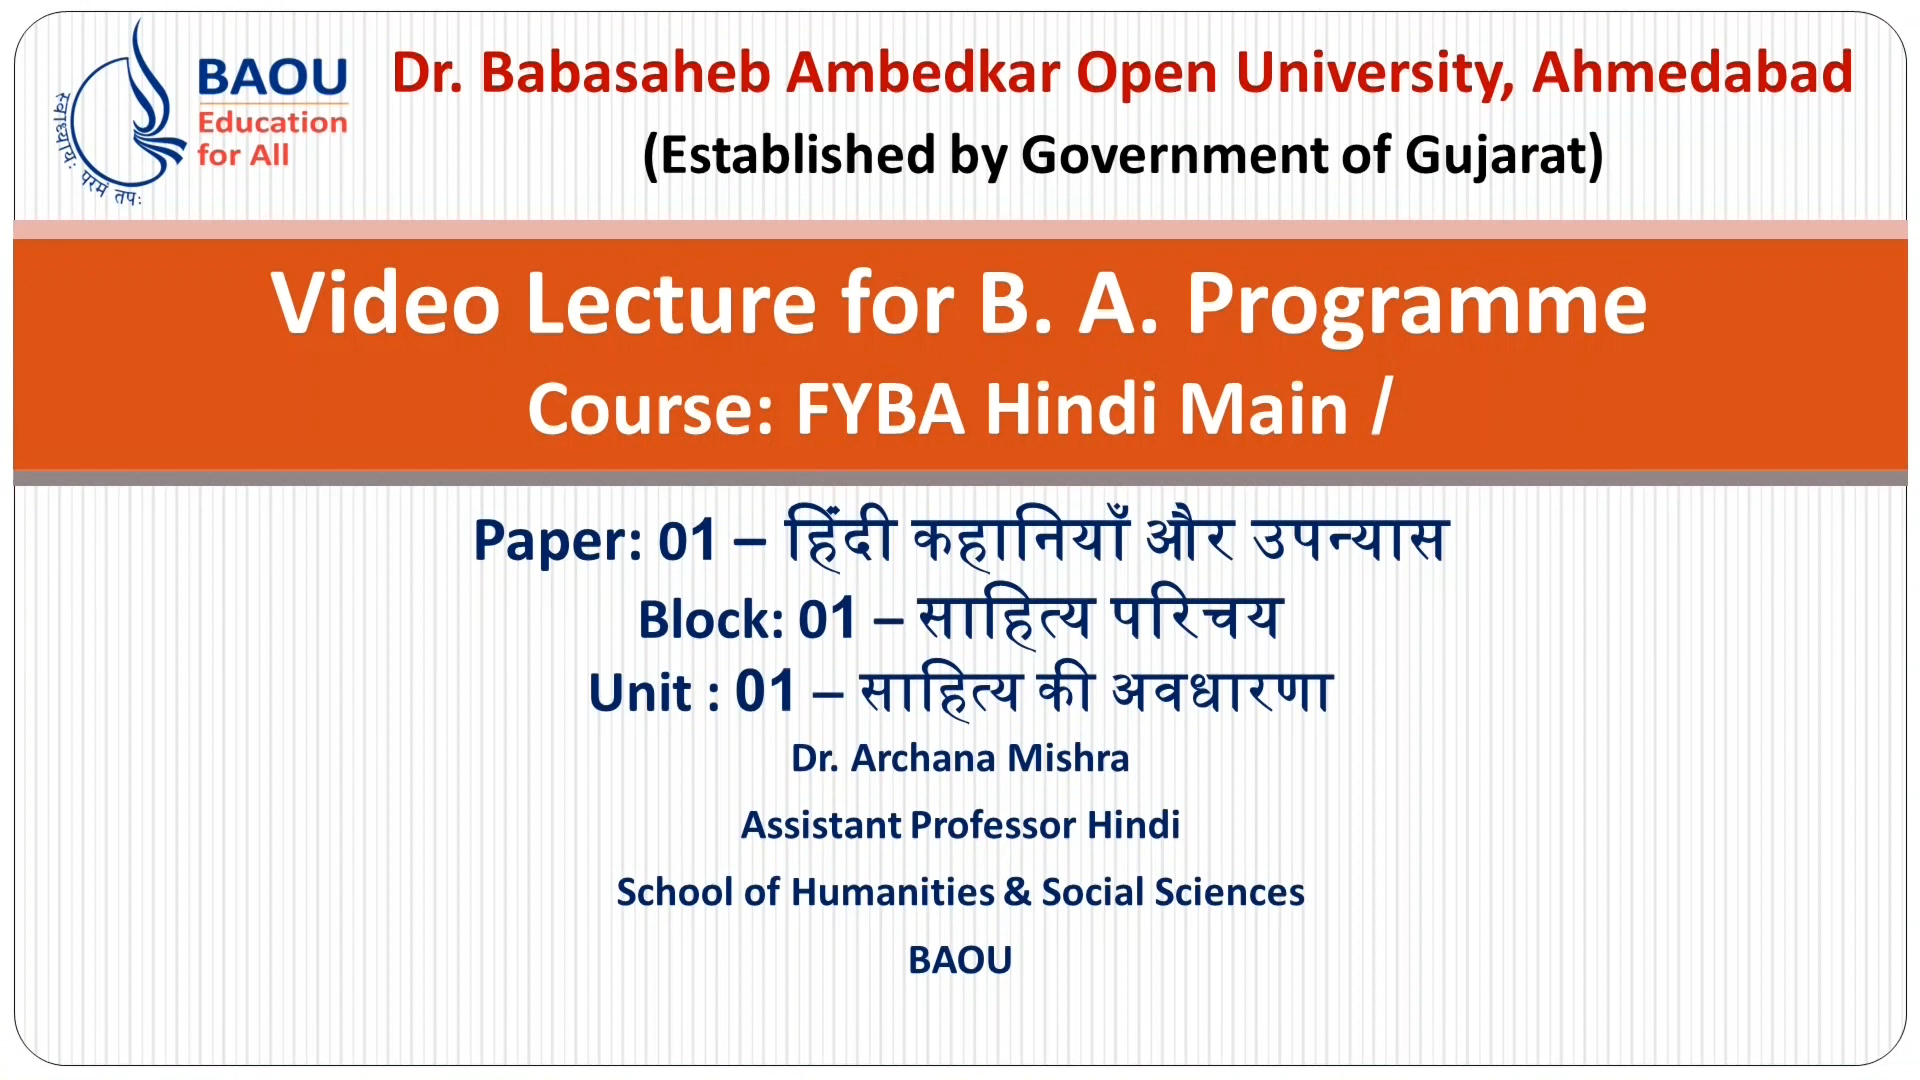 BAOU
Education
for All
स्वाध्यायः परमं तपः
Dr. Babasaheb Ambedkar Open University, Ahmedabad
(Established by Government of Gujarat)
Video Lecture for B. A. Programme
Course: FYBA Hindi Main /
Paper: 01 – हिंदी कहानियाँ और उपन्यास
Block: 01 – साहित्य परिचय
Unit : 01 – साहित्य की अवधारणा
Dr. Archana Mishra
Assistant Professor Hindi
School of Humanities & Social Sciences
BAOU